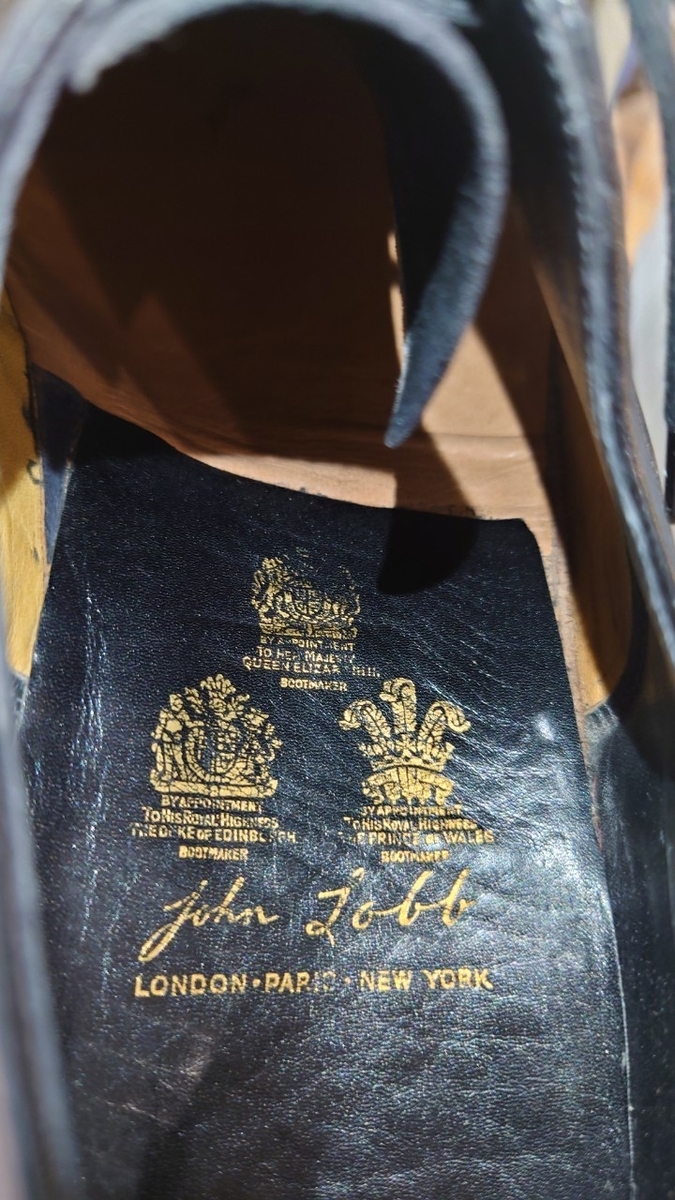 BY APPOINTMENT
TO HER MAJESTY
QUEEN ELIZABETH II
BOOTMAKER
BY APPOINTMENT
TO HIS ROYAL HIGHNESS
THE DUKE OF EDINBURGH
BOOTMAKER
BY APPOINTMENT
TO HIS ROYAL HIGHNESS
THE PRINCE OF WALES
BOOTMAKER
John Lobb
LONDON • PARIS • NEW YORK